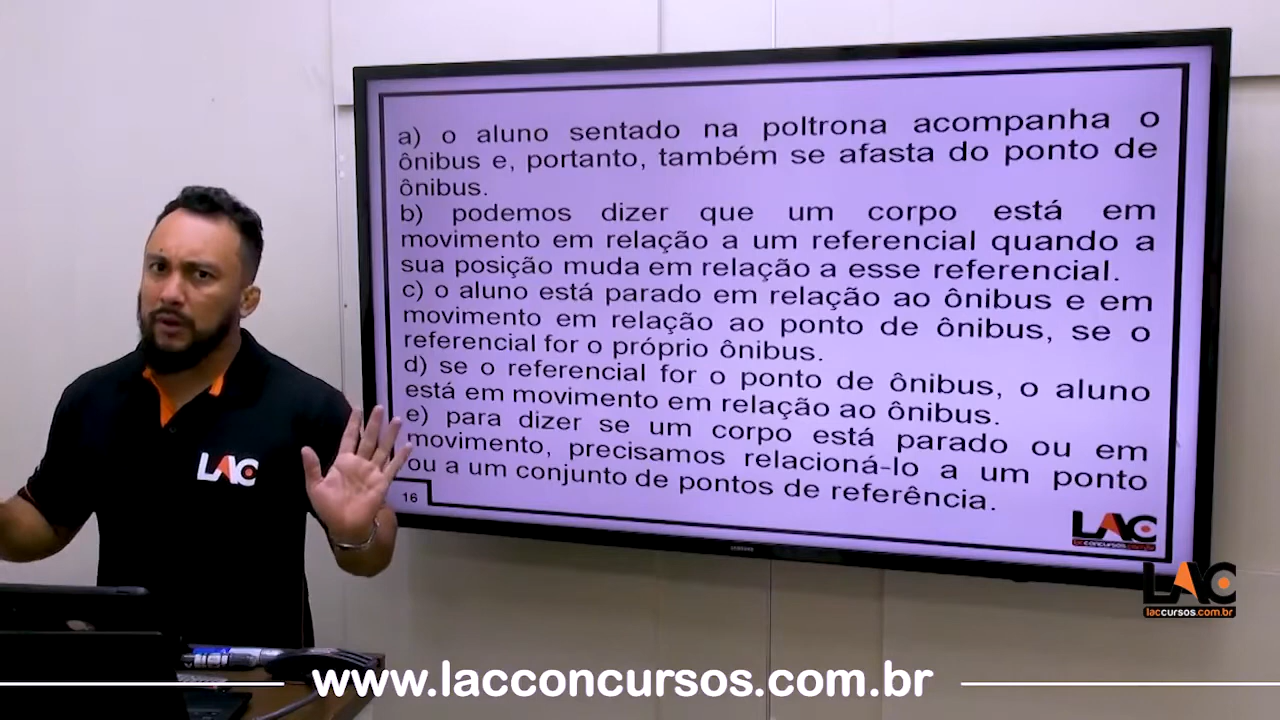 a) o aluno sentado na poltrona acompanha o
ônibus e, portanto, também se afasta do ponto de
ônibus.
b) podemos dizer que um corpo está em
movimento em relação a um referencial quando a
sua posição muda em relação a esse referencial.
c) o aluno está parado em relação ao ônibus e em
movimento em relação ao ponto de ônibus, se o
referencial for o próprio ônibus.
d) se o referencial for o ponto de ônibus, o aluno
está em movimento em relação ao ônibus.
e) para dizer se um corpo está parado ou em
movimento, precisamos relacioná-lo a um ponto
ou a um conjunto de pontos de referência.
16
LAC
lacconcursos.com.br
SAMSUNG
LAC
LAC
laccursos.com.br
www.lacconcursos.com.br